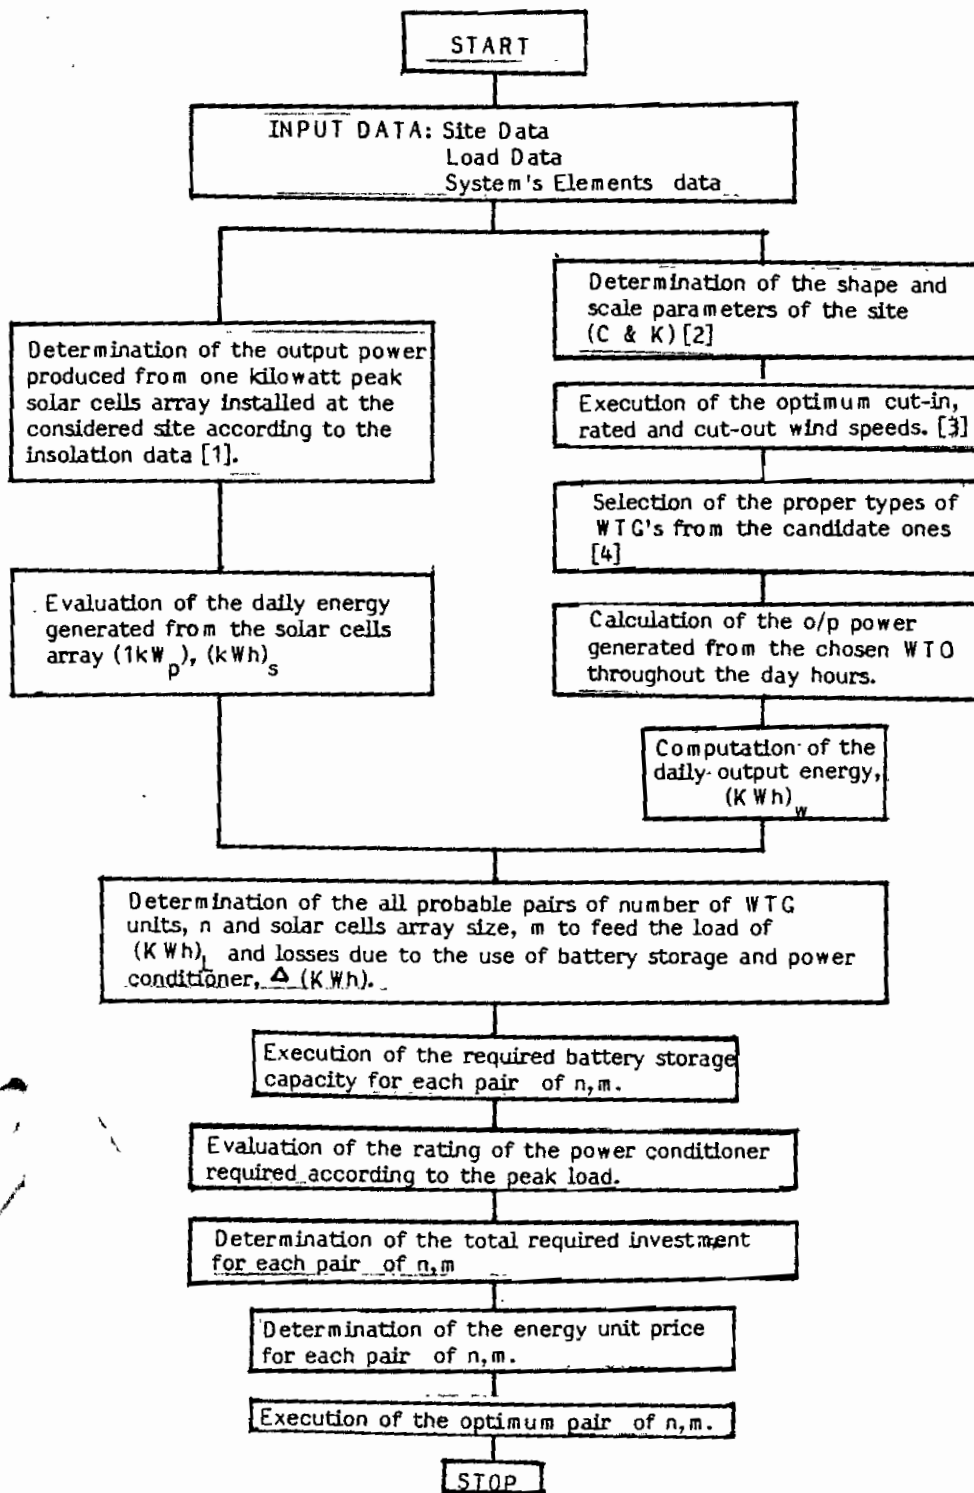 START
INPUT DATA: Site Data
Load Data
System's Elements data
Determination of the output power
produced from one kilowatt peak
solar cells array installed at the
considered site according to the
insolation data [1].
Evaluation of the daily energy
generated from the solar cells
array (1kW_p), (kWh)_s
Determination of the shape and
scale parameters of the site
(C & K) [2]
Execution of the optimum cut-in,
rated and cut-out wind speeds. [3]
Selection of the proper types of
WTG's from the candidate ones
[4]
Calculation of the o/p power
generated from the chosen WTO
throughout the day hours.
Computation of the
daily output energy,
(KWh)_w
Determination of the all probable pairs of number of WTG
units, n and solar cells array size, m to feed the load of
(KWh)_L and losses due to the use of battery storage and power
conditioner, Δ (KWh).
Execution of the required battery storage
capacity for each pair of n,m.
Evaluation of the rating of the power conditioner
required according to the peak load.
Determination of the total required investment
for each pair of n,m
Determination of the energy unit price
for each pair of n,m.
Execution of the optimum pair of n,m.
STOP